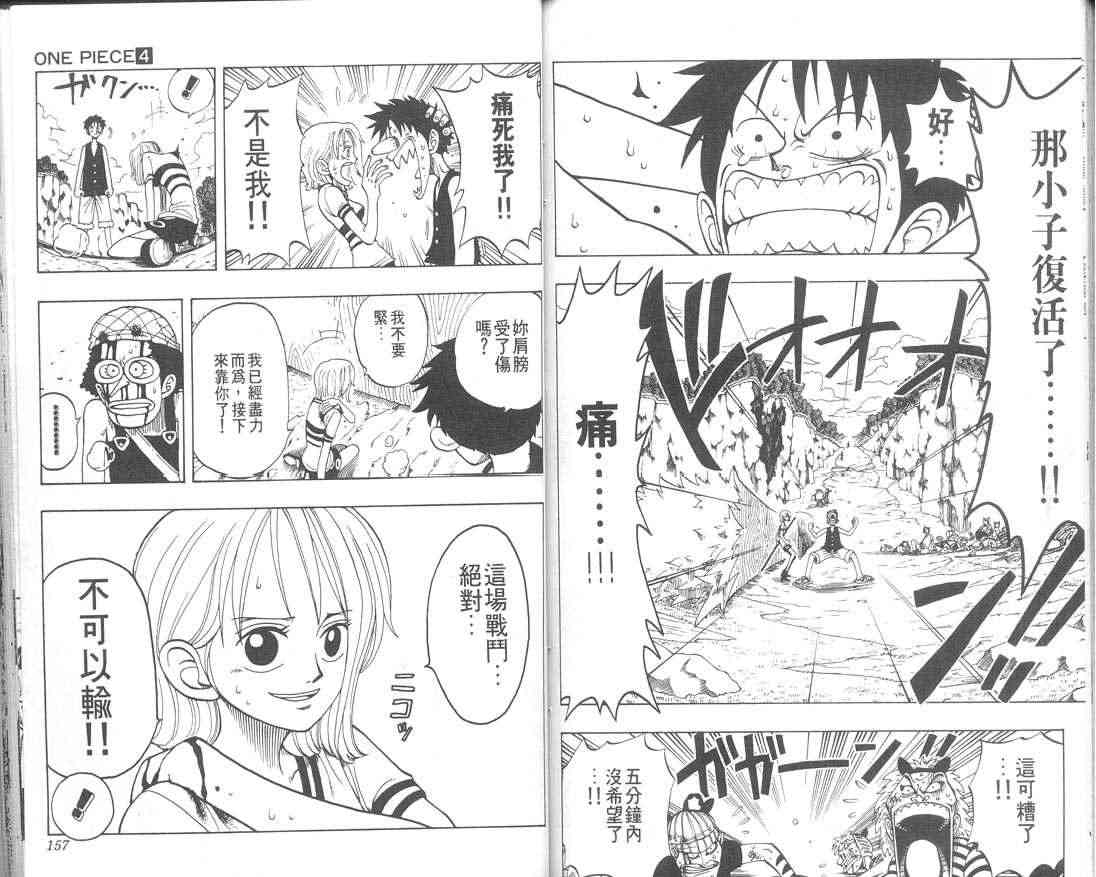 那小子復活了……!!
好…
ドオオオン!!
痛……!!!
這可糟了
…!!
ガガーン!!
五分鐘內
沒希望了
…!!
ONE PIECE 4
痛死我了!!
不是我!!
!
ガクン…
妳肩膀
受了傷
嗎?
我不要
緊…
我已經盡力
而為，接下
來靠你了!
這場戰鬥…
絕對…
ニコッ
不可以輸!!
!
157